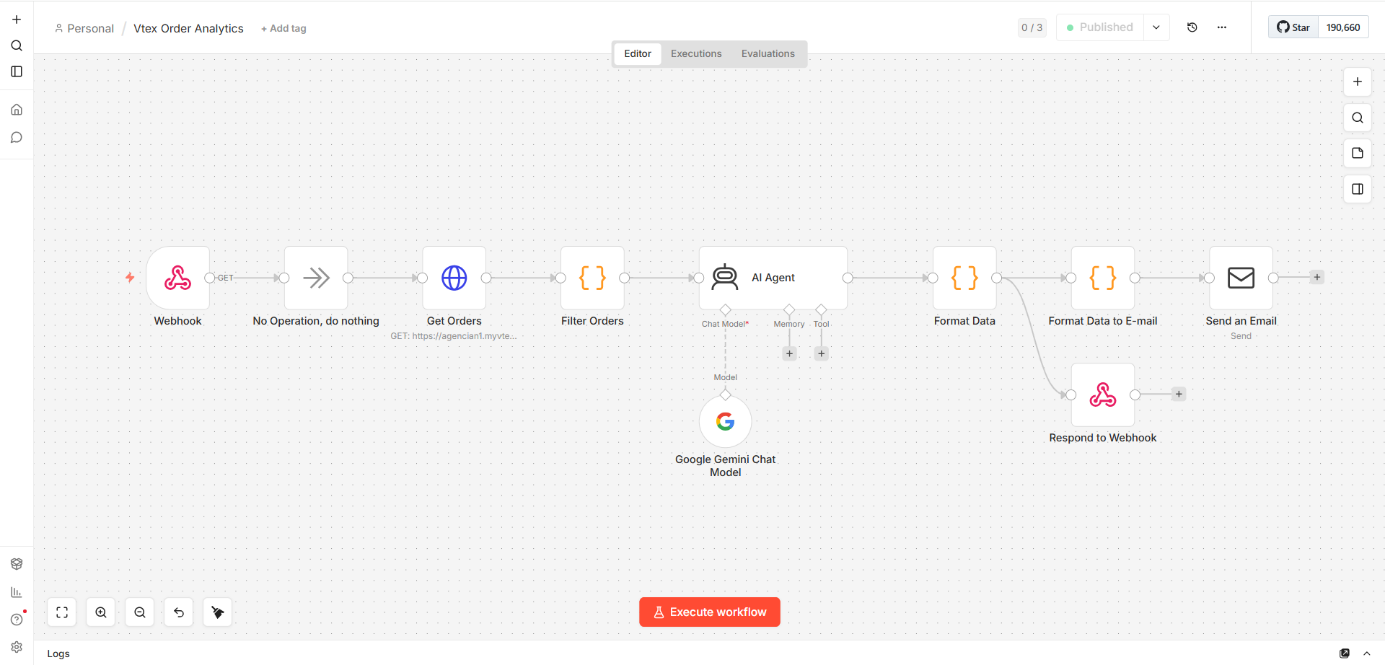 Personal / Vtex Order Analytics + Add tag
0 / 3
Published
Star 190,660
Editor Executions Evaluations
GET
Webhook
No Operation, do nothing
Get Orders
GET: https://agencian1.myvte...
Filter Orders
AI Agent
Chat Model*
Memory
Tool
+
+
Model
Google Gemini Chat
Model
Format Data
Format Data to E-mail
Send an Email
Send
+
Respond to Webhook
+
Execute workflow
Logs